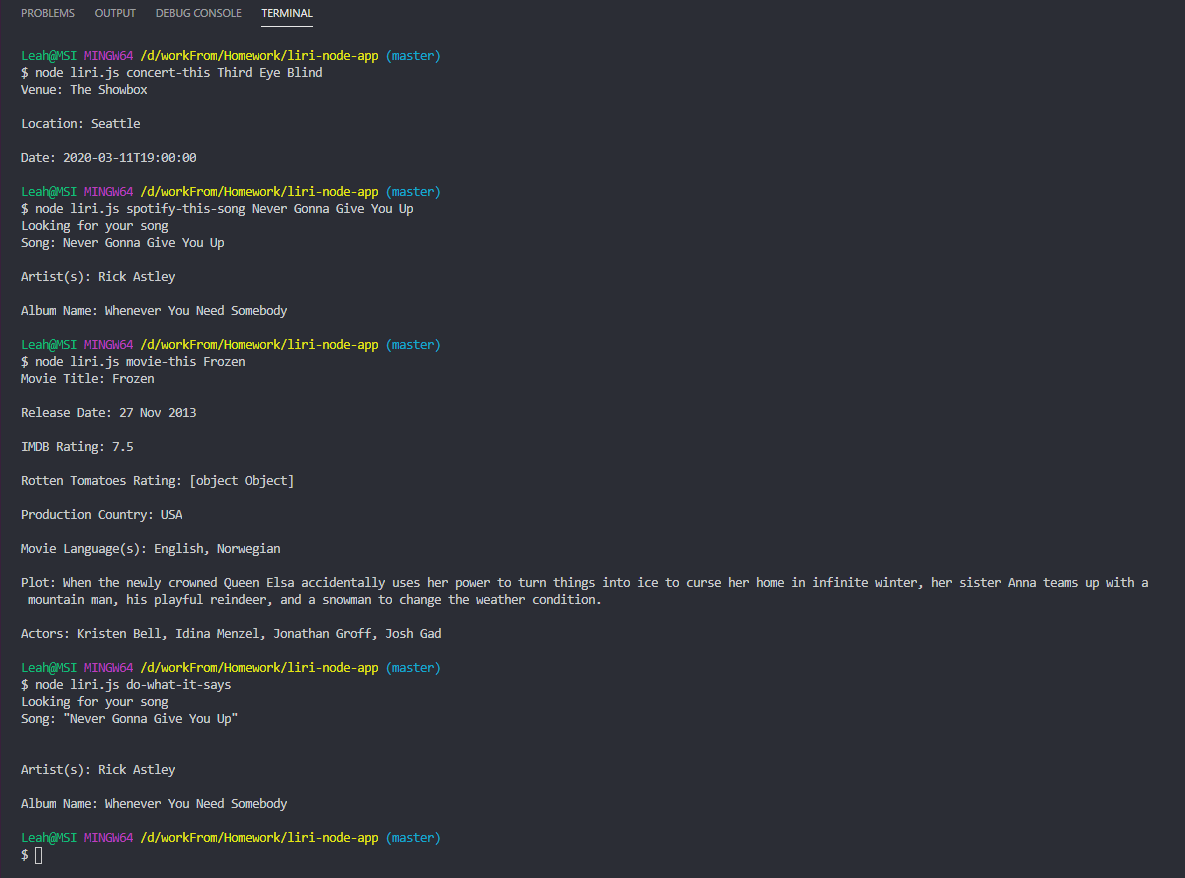 PROBLEMS OUTPUT DEBUG CONSOLE TERMINAL
Leah@MSI MINGW64 /d/workFrom/Homework/liri-node-app (master)
$ node liri.js concert-this Third Eye Blind
Venue: The Showbox
Location: Seattle
Date: 2020-03-11T19:00:00
Leah@MSI MINGW64 /d/workFrom/Homework/liri-node-app (master)
$ node liri.js spotify-this-song Never Gonna Give You Up
Looking for your song
Song: Never Gonna Give You Up
Artist(s): Rick Astley
Album Name: Whenever You Need Somebody
Leah@MSI MINGW64 /d/workFrom/Homework/liri-node-app (master)
$ node liri.js movie-this Frozen
Movie Title: Frozen
Release Date: 27 Nov 2013
IMDB Rating: 7.5
Rotten Tomatoes Rating: [object Object]
Production Country: USA
Movie Language(s): English, Norwegian
Plot: When the newly crowned Queen Elsa accidentally uses her power to turn things into ice to curse her home in infinite winter, her sister Anna teams up with a
mountain man, his playful reindeer, and a snowman to change the weather condition.
Actors: Kristen Bell, Idina Menzel, Jonathan Groff, Josh Gad
Leah@MSI MINGW64 /d/workFrom/Homework/liri-node-app (master)
$ node liri.js do-what-it-says
Looking for your song
Song: "Never Gonna Give You Up"
Artist(s): Rick Astley
Album Name: Whenever You Need Somebody
Leah@MSI MINGW64 /d/workFrom/Homework/liri-node-app (master)
$